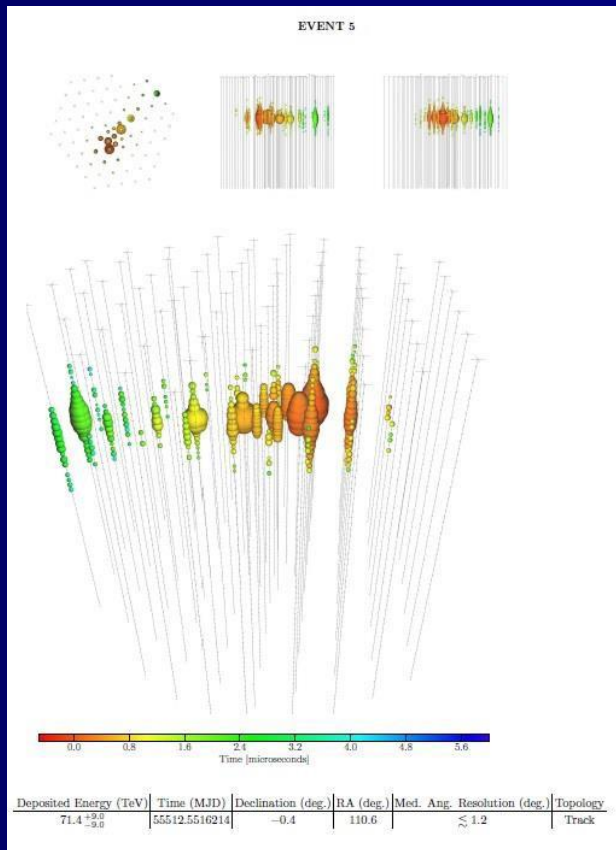 EVENT 5
0.0 0.8 1.6 2.4 3.2 4.0 4.8 5.6
Time [microseconds]
Deposited Energy (TeV) Time (MJD) Declination (deg.) RA (deg.) Med. Ang. Resolution (deg.) Topology
71.4 +9.0 −9.0 55512.5516214 −0.4 110.6 ≲ 1.2 Track